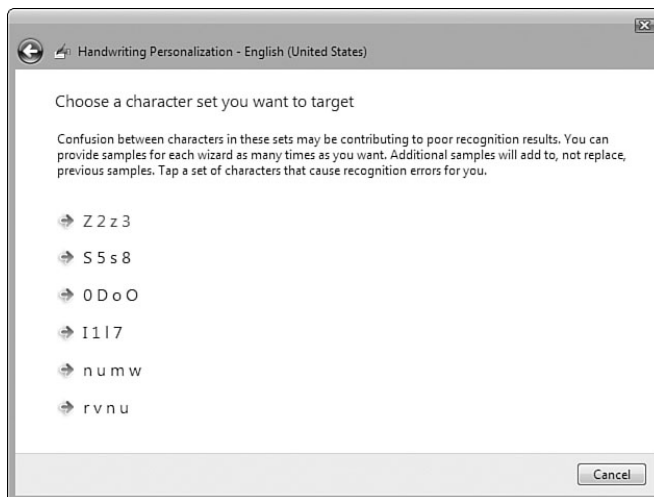 Handwriting Personalization - English (United States)
Choose a character set you want to target
Confusion between characters in these sets may be contributing to poor recognition results. You can
provide samples for each wizard as many times as you want. Additional samples will add to, not replace,
previous samples. Tap a set of characters that cause recognition errors for you.
Z 2 z 3
S 5 s 8
0 D o O
I 1 l 7
n u m w
r v n u
Cancel